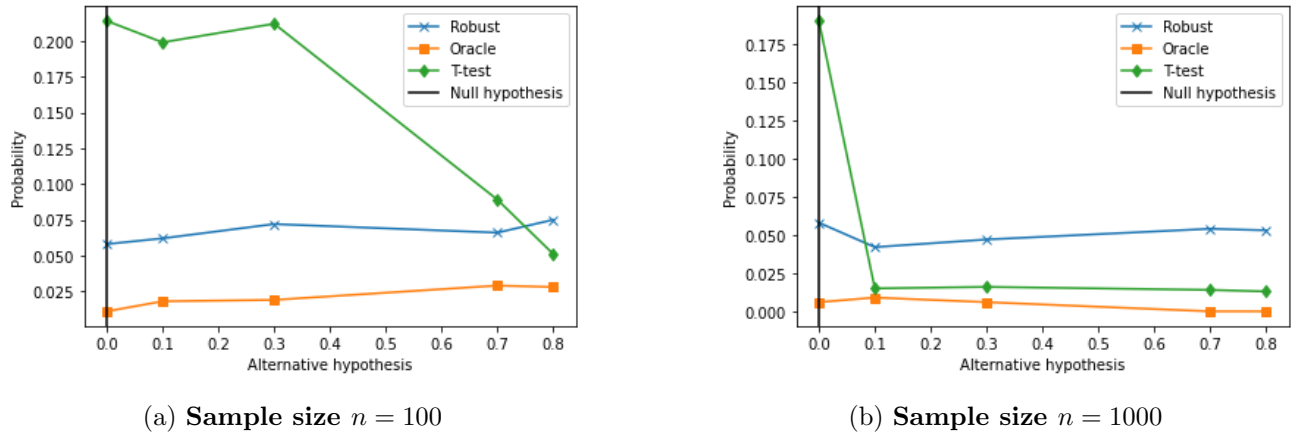 0.200
0.175
0.150
0.125
0.100
0.075
0.050
0.025
Probability
0.0 0.1 0.2 0.3 0.4 0.5 0.6 0.7 0.8
Alternative hypothesis
Robust
Oracle
T-test
Null hypothesis
(a) Sample size n = 100
0.175
0.150
0.125
0.100
0.075
0.050
0.025
0.000
Probability
0.0 0.1 0.2 0.3 0.4 0.5 0.6 0.7 0.8
Alternative hypothesis
Robust
Oracle
T-test
Null hypothesis
(b) Sample size n = 1000